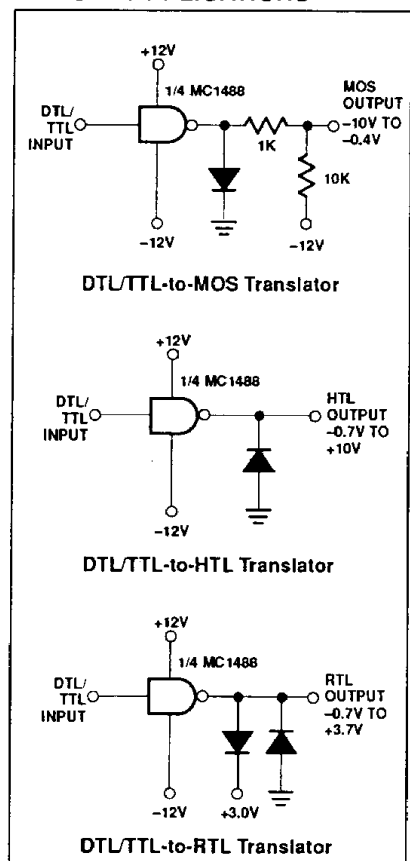 +12V
1/4 MC1488
DTL/
TTL
INPUT
MOS
OUTPUT
–10V TO
–0.4V
1K
10K
–12V
–12V
DTL/TTL-to-MOS Translator
+12V
1/4 MC1488
DTL/
TTL
INPUT
HTL
OUTPUT
–0.7V TO
+10V
–12V
DTL/TTL-to-HTL Translator
+12V
1/4 MC1488
DTL/
TTL
INPUT
RTL
OUTPUT
–0.7V TO
+3.7V
–12V
+3.0V
DTL/TTL-to-RTL Translator